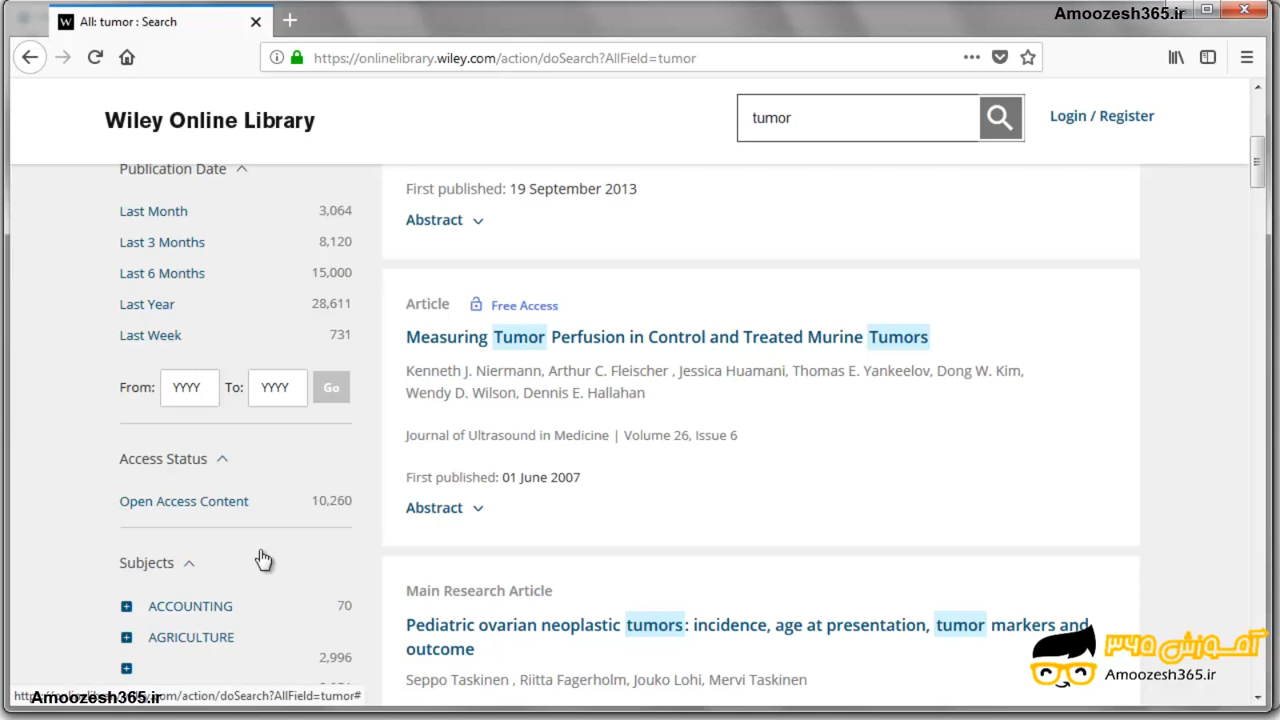 Amoozesh365.ir
All: tumor : Search
https://onlinelibrary.wiley.com/action/doSearch?AllField=tumor
Wiley Online Library
tumor
Login / Register
Publication Date
Last Month 3,064
Last 3 Months 8,120
Last 6 Months 15,000
Last Year 28,611
Last Week 731
From: YYYY To: YYYY Go
Access Status
Open Access Content 10,260
Subjects
ACCOUNTING 70
AGRICULTURE
2,996
First published: 19 September 2013
Abstract
Article Free Access
Measuring Tumor Perfusion in Control and Treated Murine Tumors
Kenneth J. Niermann, Arthur C. Fleischer , Jessica Huamani, Thomas E. Yankeelov, Dong W. Kim,
Wendy D. Wilson, Dennis E. Hallahan
Journal of Ultrasound in Medicine | Volume 26, Issue 6
First published: 01 June 2007
Abstract
Main Research Article
Pediatric ovarian neoplastic tumors: incidence, age at presentation, tumor markers and
outcome
Seppo Taskinen , Riitta Fagerholm, Jouko Lohi, Mervi Taskinen
آموزش ۳۶۵
Amoozesh365.ir
Amoozesh365.ir
/action/doSearch?AllField=tumor#